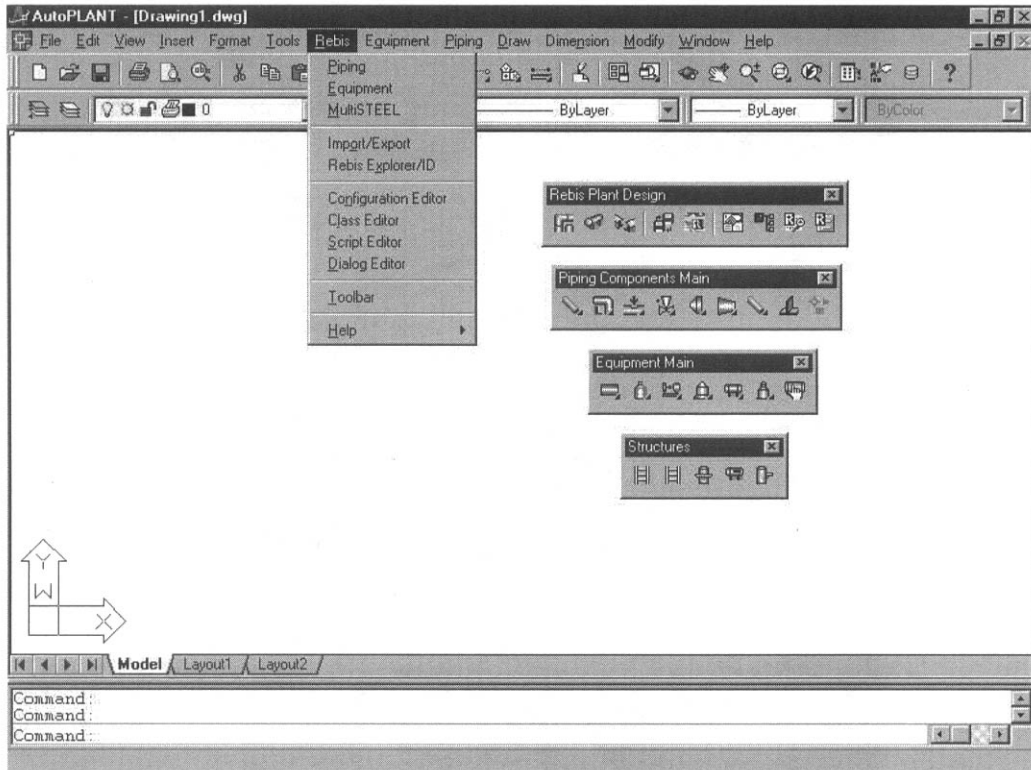 AutoPLANT - [Drawing1.dwg]
File Edit View Insert Format Tools Rebis Equipment Piping Draw Dimension Modify Window Help
Piping
Equipment
MultiSTEEL
Import/Export
Rebis Explorer/ID
Configuration Editor
Class Editor
Script Editor
Dialog Editor
Toolbar
Help
0
ByLayer
ByLayer
ByColor
Rebis Plant Design
Piping Components Main
Equipment Main
Structures
Y
W
X
Model Layout1 Layout2
Command:
Command:
Command: